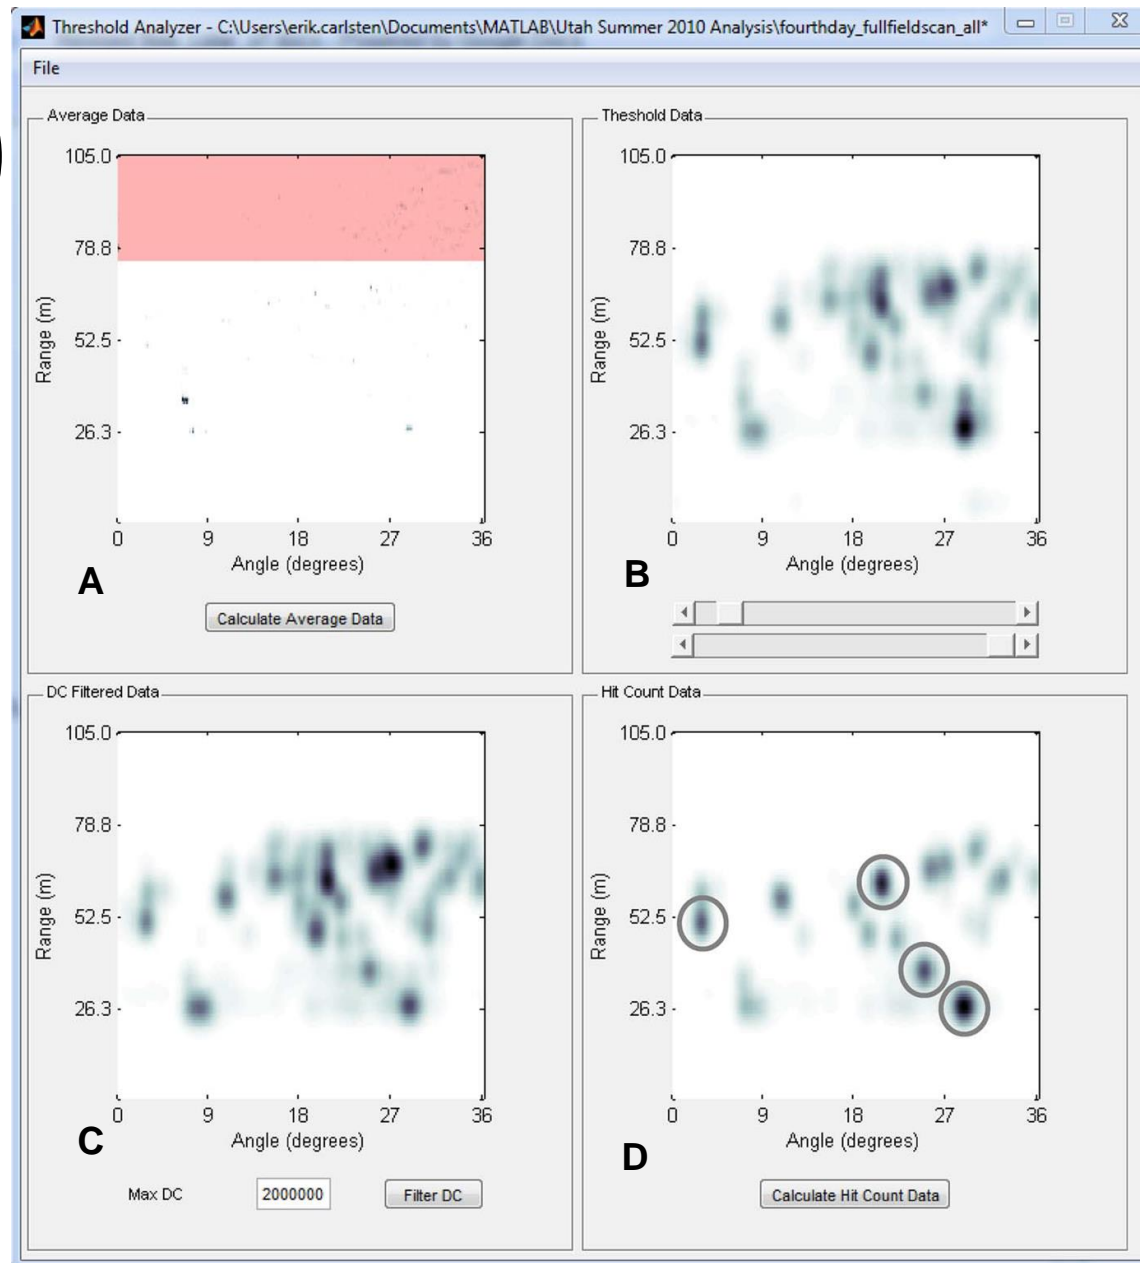 Threshold Analyzer - C:\Users\erik.carlsten\Documents\MATLAB\Utah Summer 2010 Analysis\fourthday_fullfieldscan_all*
File
Average Data
105.0
78.8
52.5
26.3
Range (m)
0 9 18 27 36
Angle (degrees)
A
Calculate Average Data
Theshold Data
105.0
78.8
52.5
26.3
Range (m)
0 9 18 27 36
Angle (degrees)
B
DC Filtered Data
105.0
78.8
52.5
26.3
Range (m)
0 9 18 27 36
Angle (degrees)
C
Max DC 2000000 Filter DC
Hit Count Data
105.0
78.8
52.5
26.3
Range (m)
0 9 18 27 36
Angle (degrees)
D
Calculate Hit Count Data